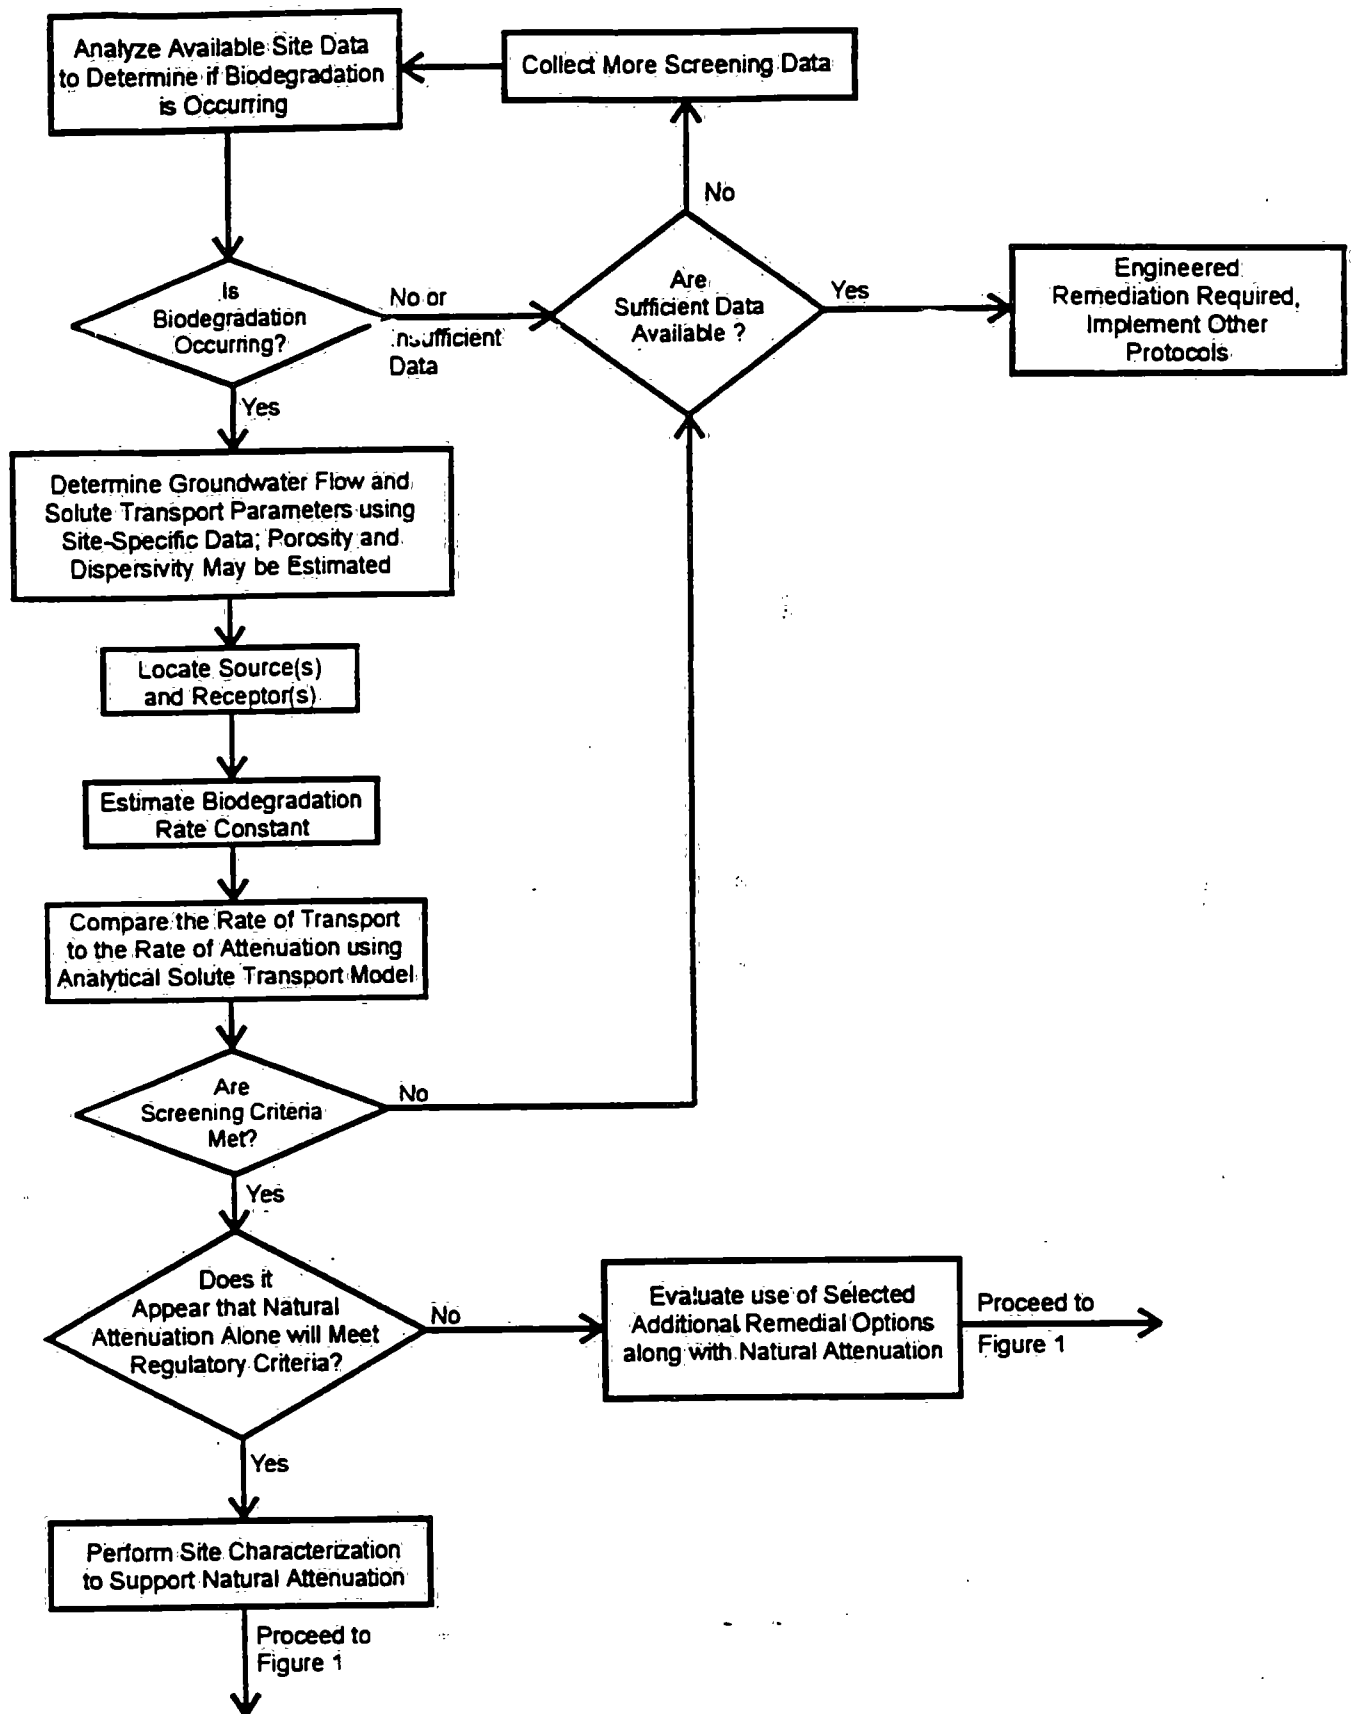 Analyze Available Site Data
to Determine if Biodegradation
is Occurring
Collect More Screening Data
No
Is
Biodegradation
Occurring?
No or
Insufficient
Data
Are
Sufficient Data
Available ?
Yes
Engineered
Remediation Required,
Implement Other
Protocols
Yes
Determine Groundwater Flow and
Solute Transport Parameters using
Site-Specific Data; Porosity and
Dispersivity May be Estimated
Locate Source(s)
and Receptor(s)
Estimate Biodegradation
Rate Constant
Compare the Rate of Transport
to the Rate of Attenuation using
Analytical Solute Transport Model
Are
Screening Criteria
Met?
No
Yes
Does it
Appear that Natural
Attenuation Alone will Meet
Regulatory Criteria?
No
Evaluate use of Selected
Additional Remedial Options
along with Natural Attenuation
Proceed to
Figure 1
Yes
Perform Site Characterization
to Support Natural Attenuation
Proceed to
Figure 1